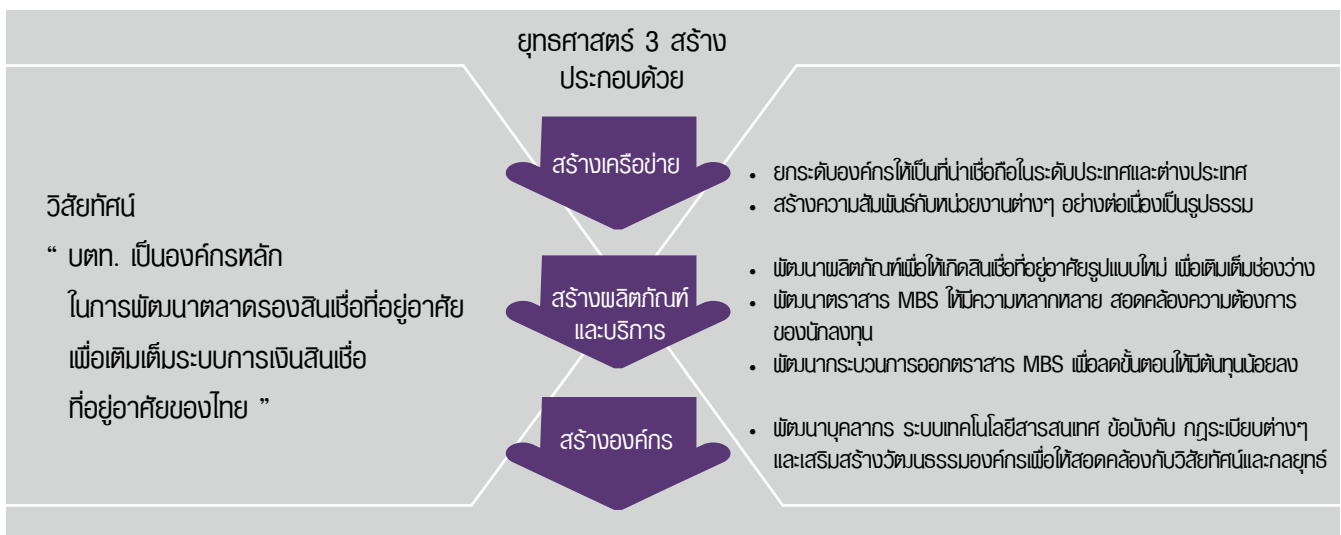 ยุทธศาสตร์ 3 สร้าง
ประกอบด้วย
วิสัยทัศน์
“ บตท. เป็นองค์กรหลัก
ในการพัฒนาตลาดรองสินเชื่อที่อยู่อาศัย
เพื่อเติมเต็มระบบการเงินสินเชื่อ
ที่อยู่อาศัยของไทย ”
สร้างเครือข่าย
• ยกระดับองค์กรให้เป็นที่น่าเชื่อถือในระดับประเทศและต่างประเทศ
• สร้างความสัมพันธ์กับหน่วยงานต่างๆ อย่างต่อเนื่องเป็นรูปธรรม
สร้างผลิตภัณฑ์
และบริการ
• พัฒนาผลิตภัณฑ์เพื่อให้เกิดสินเชื่อที่อยู่อาศัยรูปแบบใหม่ เพื่อเติมเต็มช่องว่าง
• พัฒนาตราสาร MBS ให้มีความหลากหลาย สอดคล้องความต้องการ
ของนักลงทุน
• พัฒนากระบวนการออกตราสาร MBS เพื่อลดขั้นตอนให้มีต้นทุนน้อยลง
สร้างองค์กร
• พัฒนาบุคลากร ระบบเทคโนโลยีสารสนเทศ ข้อบังคับ กฎระเบียบต่างๆ
และเสริมสร้างวัฒนธรรมองค์กรเพื่อให้สอดคล้องกับวิสัยทัศน์และกลยุทธ์